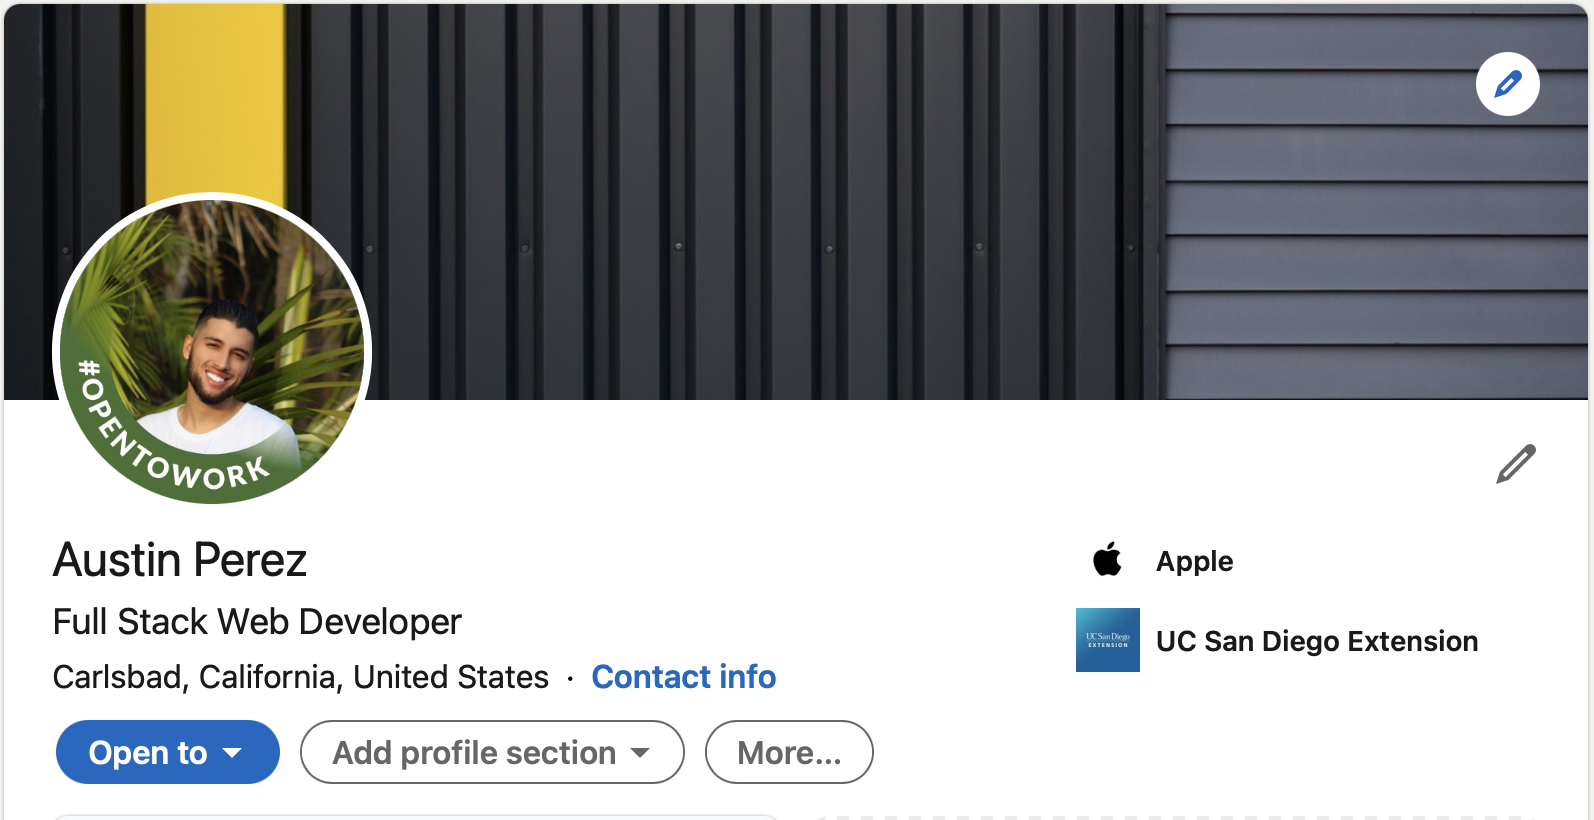 #OPENTOWORK
Austin Perez
Full Stack Web Developer
Carlsbad, California, United States · Contact info
Open to
Add profile section
More...
Apple
UC San Diego
EXTENSION
UC San Diego Extension